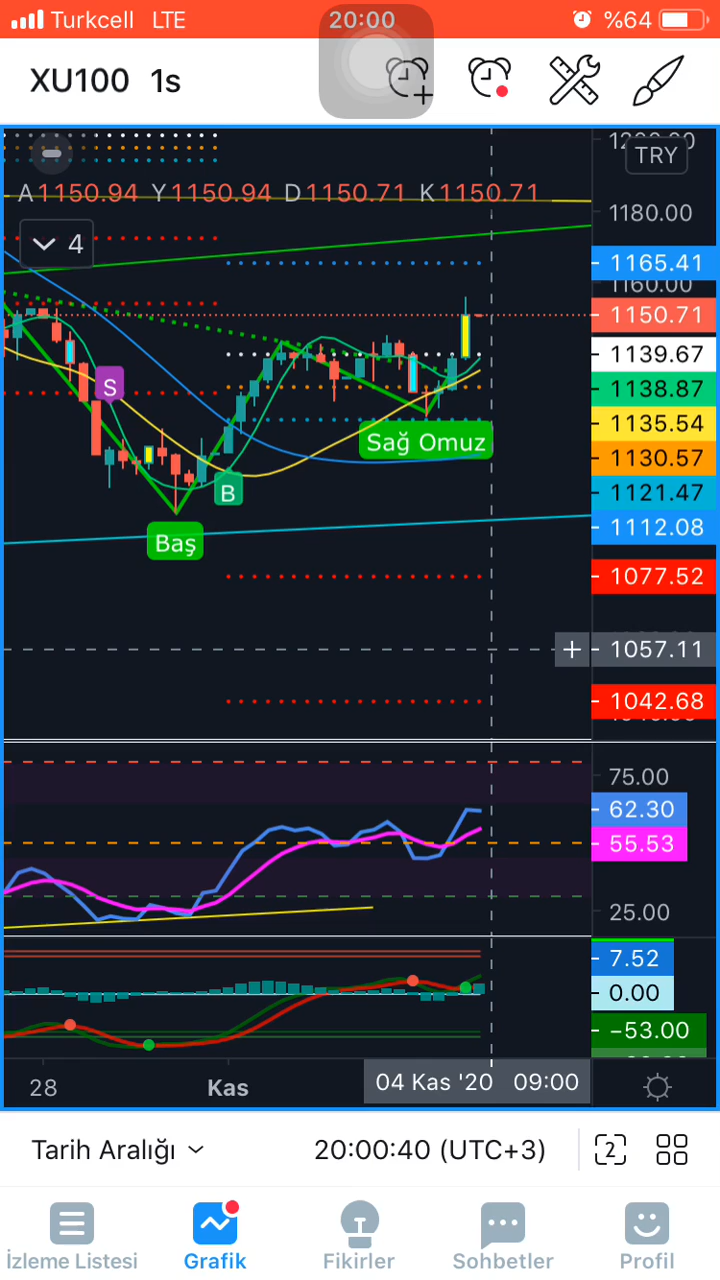 Turkcell LTE 20:00 %64
XU100 1s
TRY
A1150.94 Y1150.94 D1150.71 K1150.71
1180.00
4
1165.41
1160.00
1150.71
1139.67
S
1138.87
1135.54
Sağ Omuz
1130.57
B
1121.47
1112.08
Baş
1077.52
+ 1057.11
1042.68
75.00
62.30
55.53
25.00
7.52
0.00
−53.00
28 Kas 04 Kas '20 09:00
Tarih Aralığı 20:00:40 (UTC+3) 2
İzleme Listesi Grafik Fikirler Sohbetler Profil